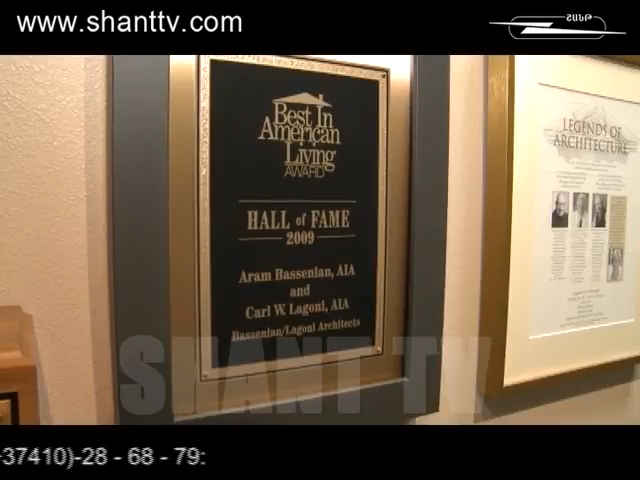 www.shanttv.com
ՇԱՆԹ
Best In
American
Living
AWARD
HALL of FAME
2009
Aram Bassenian, AIA
and
Carl W. Lagoni, AIA
Bassenian/Lagoni Architects
LEGENDS OF
ARCHITECTURE
SHANT TV
37410)-28 - 68 - 79: